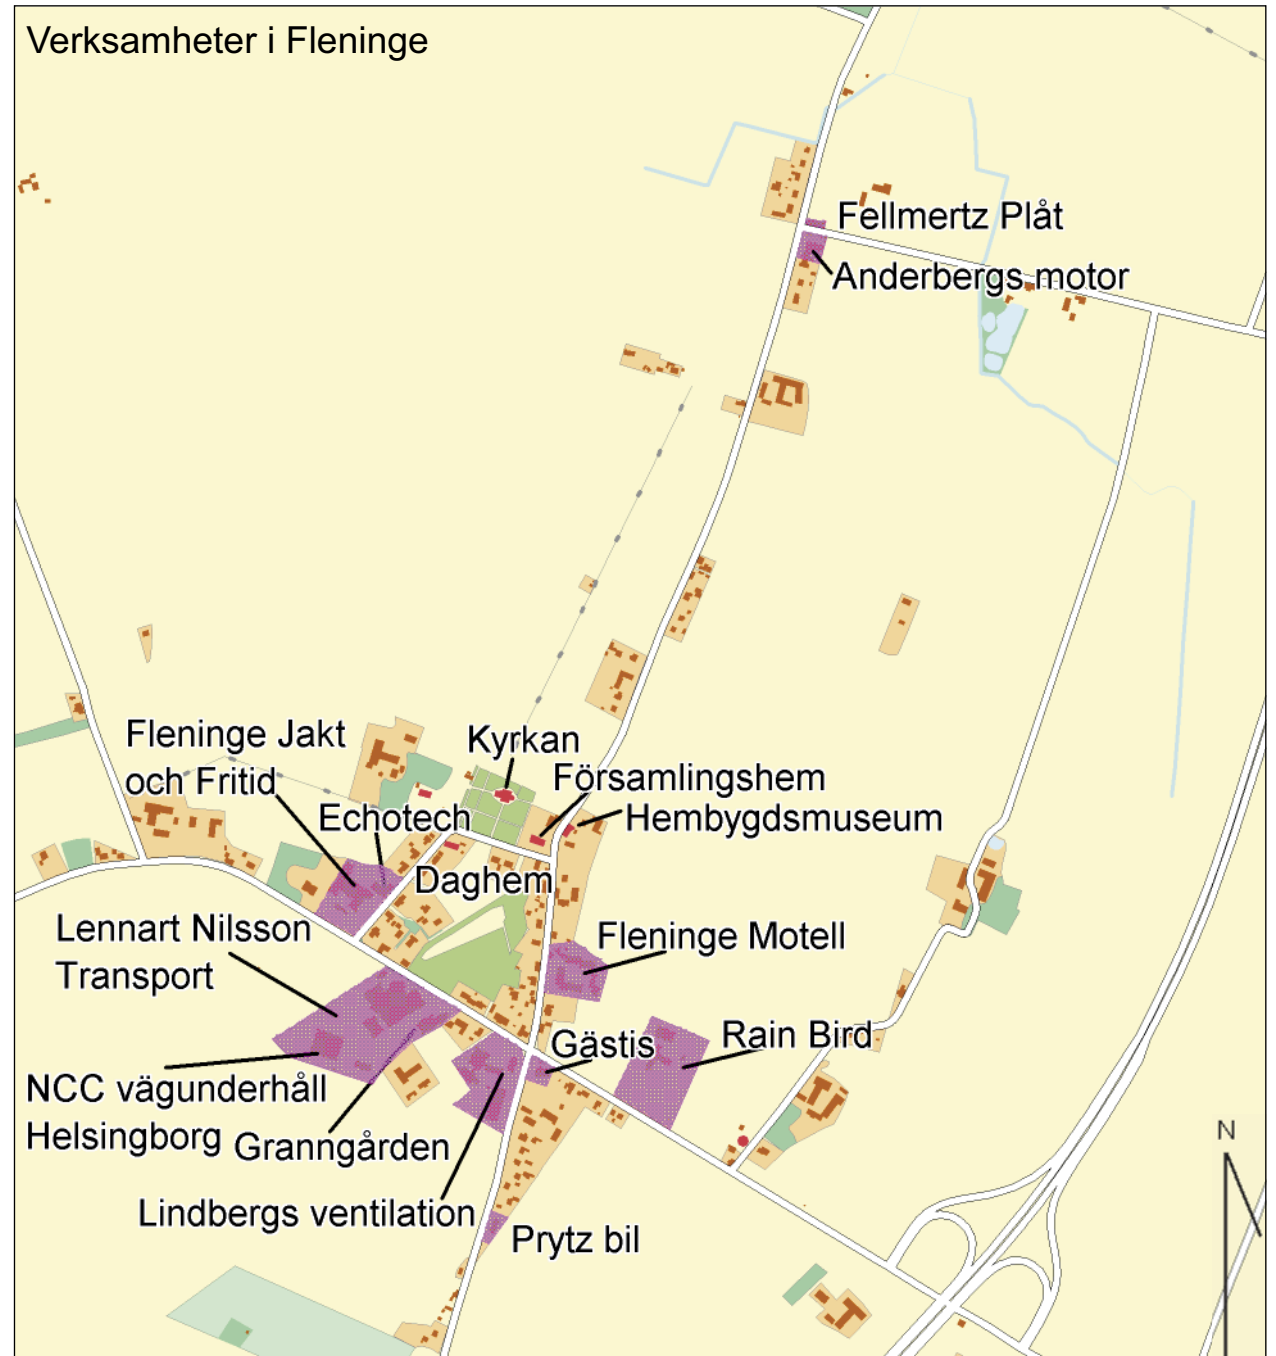 Verksamheter i Fleninge
Fellmertz Plåt
Anderbergs motor
Fleninge Jakt
och Fritid
Kyrkan
Församlingshem
Echotech
Hembygdsmuseum
Daghem
Lennart Nilsson
Transport
Fleninge Motell
Gästis
Rain Bird
NCC vägunderhåll
Helsingborg
Granngården
Lindbergs ventilation
Prytz bil
N